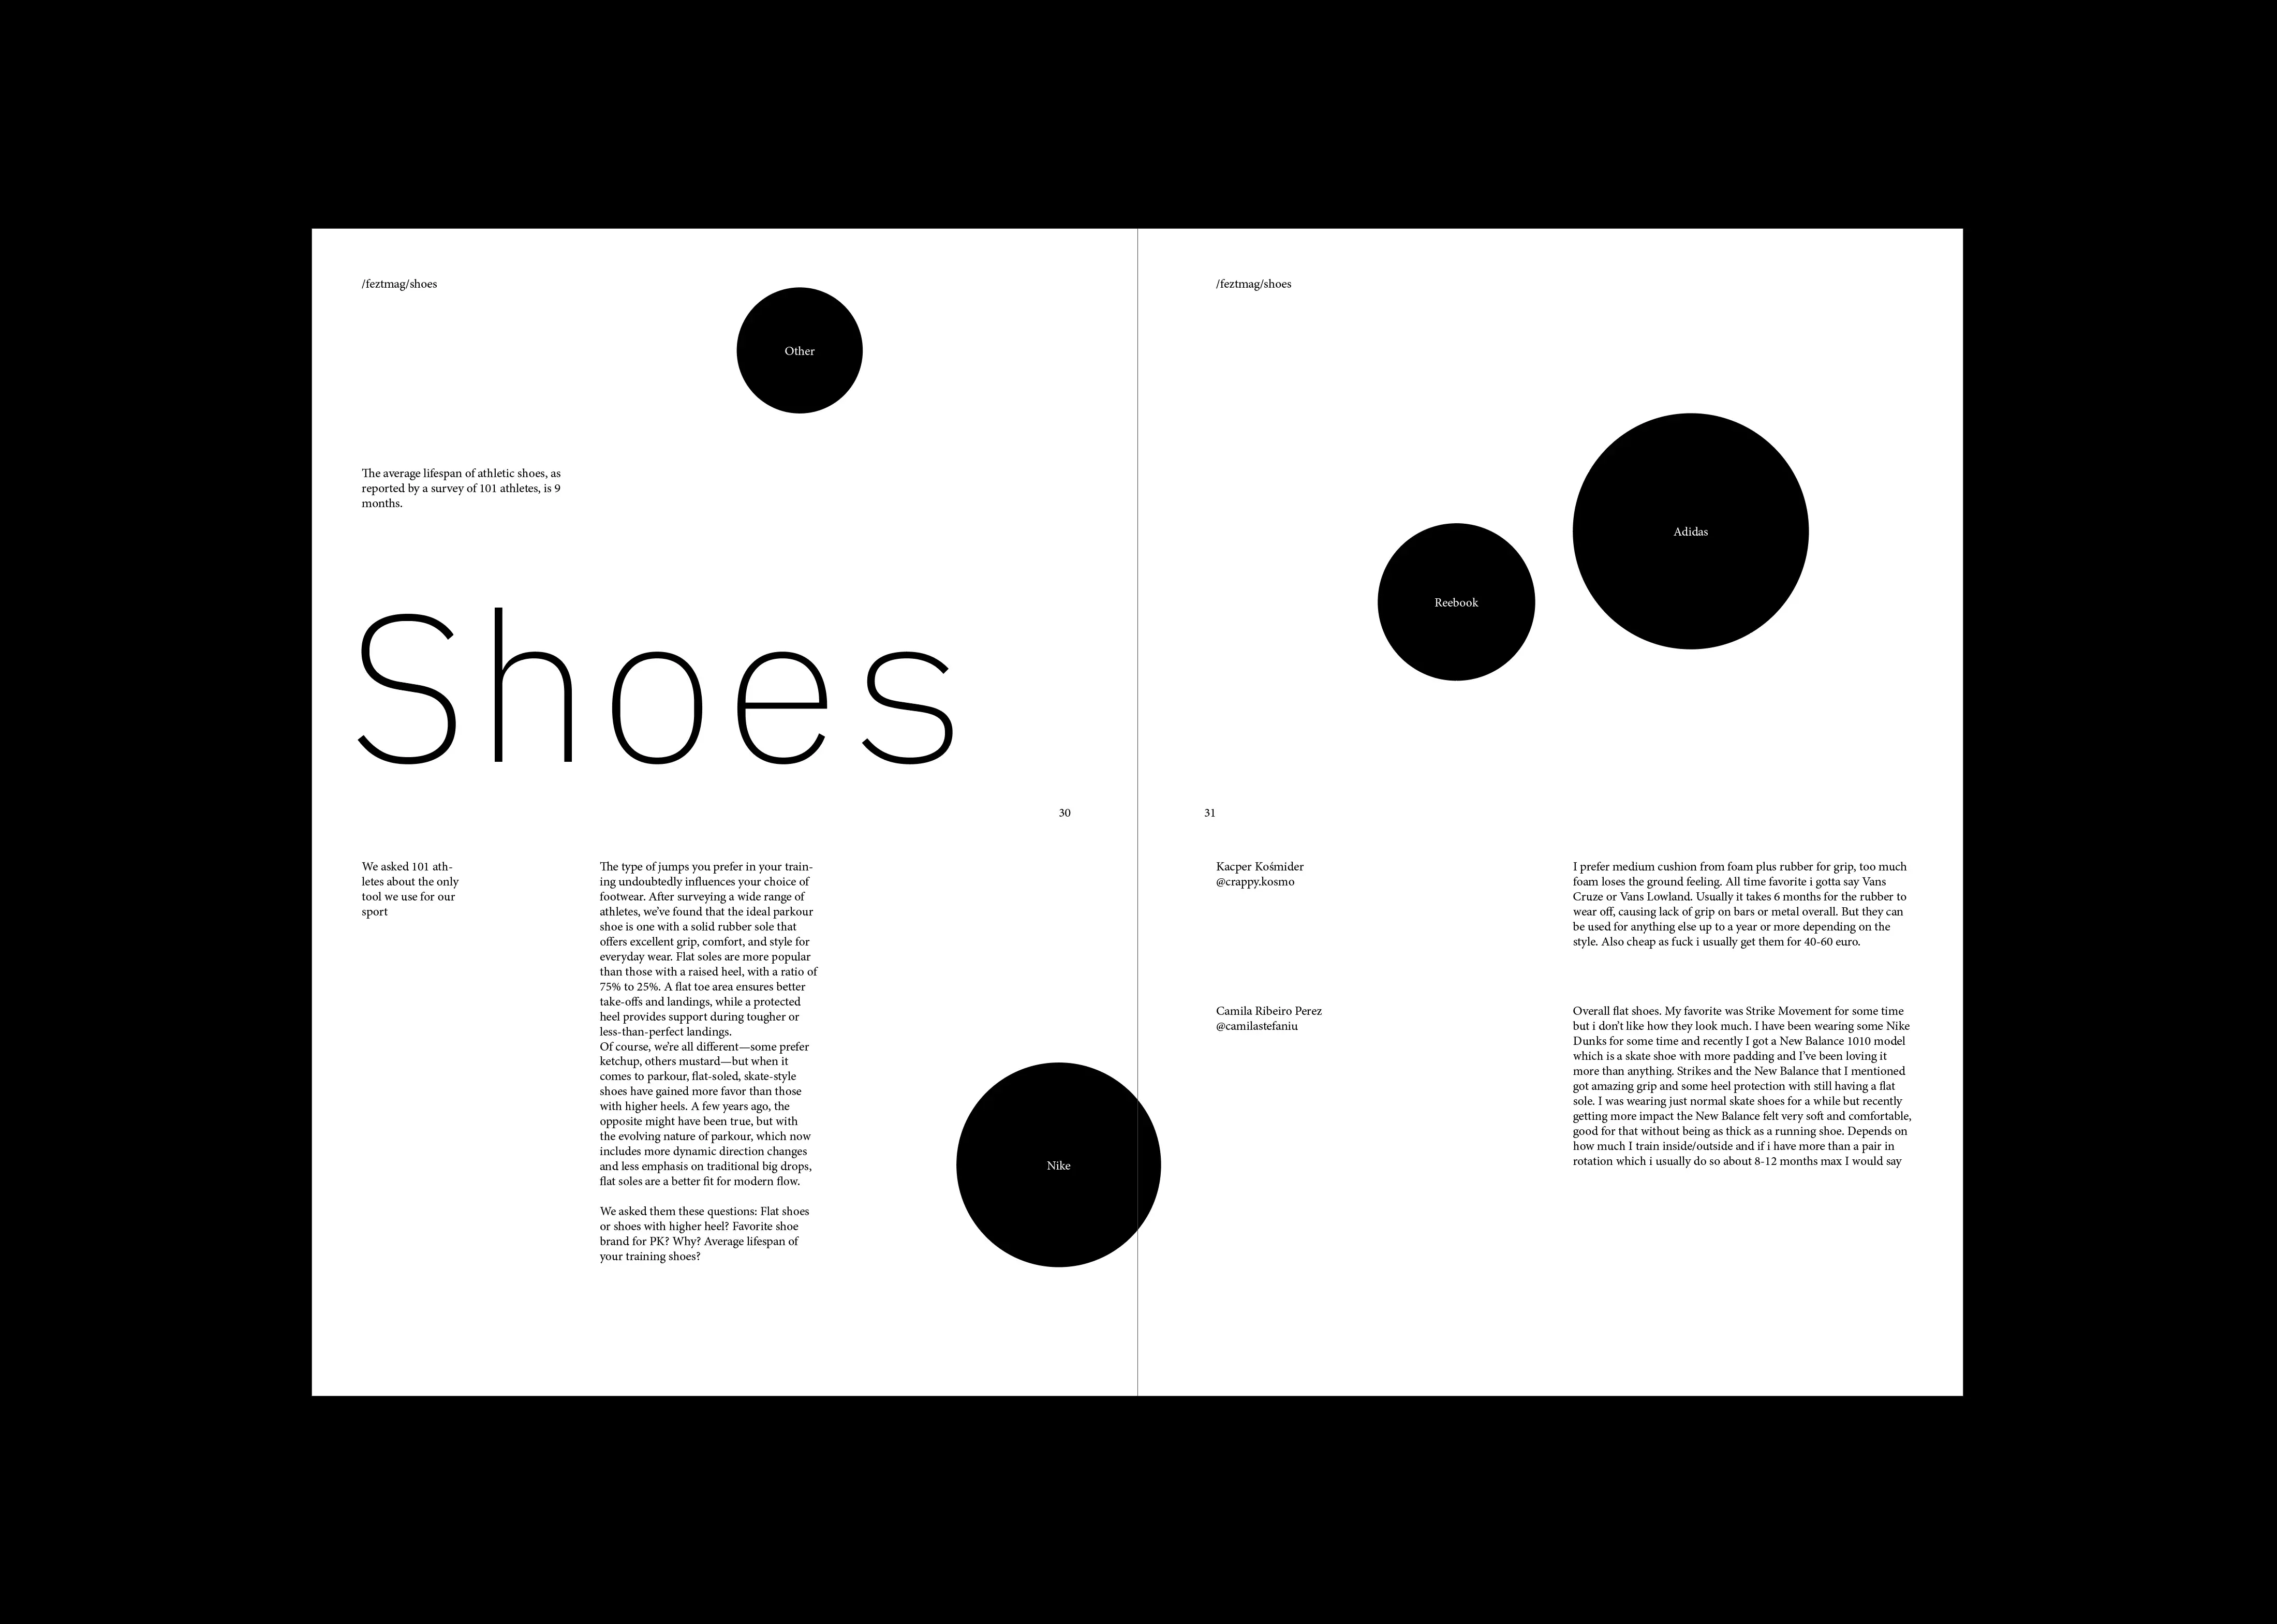 /feztmag/shoes
Other
The average lifespan of athletic shoes, as
reported by a survey of 101 athletes, is 9
months.
Shoes
30
We asked 101 ath-
letes about the only
tool we use for our
sport
The type of jumps you prefer in your train-
ing undoubtedly influences your choice of
footwear. After surveying a wide range of
athletes, we’ve found that the ideal parkour
shoe is one with a solid rubber sole that
offers excellent grip, comfort, and style for
everyday wear. Flat soles are more popular
than those with a raised heel, with a ratio of
75% to 25%. A flat toe area ensures better
take-offs and landings, while a protected
heel provides support during tougher or
less-than-perfect landings.
Of course, we’re all different—some prefer
ketchup, others mustard—but when it
comes to parkour, flat-soled, skate-style
shoes have gained more favor than those
with higher heels. A few years ago, the
opposite might have been true, but with
the evolving nature of parkour, which now
includes more dynamic direction changes
and less emphasis on traditional big drops,
flat soles are a better fit for modern flow.
We asked them these questions: Flat shoes
or shoes with higher heel? Favorite shoe
brand for PK? Why? Average lifespan of
your training shoes?
Nike
/feztmag/shoes
Adidas
Reebook
31
Kacper Kośmider
@crappy.kosmo
I prefer medium cushion from foam plus rubber for grip, too much
foam loses the ground feeling. All time favorite i gotta say Vans
Cruze or Vans Lowland. Usually it takes 6 months for the rubber to
wear off, causing lack of grip on bars or metal overall. But they can
be used for anything else up to a year or more depending on the
style. Also cheap as fuck i usually get them for 40-60 euro.
Camila Ribeiro Perez
@camilastefaniu
Overall flat shoes. My favorite was Strike Movement for some time
but i don’t like how they look much. I have been wearing some Nike
Dunks for some time and recently I got a New Balance 1010 model
which is a skate shoe with more padding and I’ve been loving it
more than anything. Strikes and the New Balance that I mentioned
got amazing grip and some heel protection with still having a flat
sole. I was wearing just normal skate shoes for a while but recently
getting more impact the New Balance felt very soft and comfortable,
good for that without being as thick as a running shoe. Depends on
how much I train inside/outside and if i have more than a pair in
rotation which i usually do so about 8-12 months max I would say